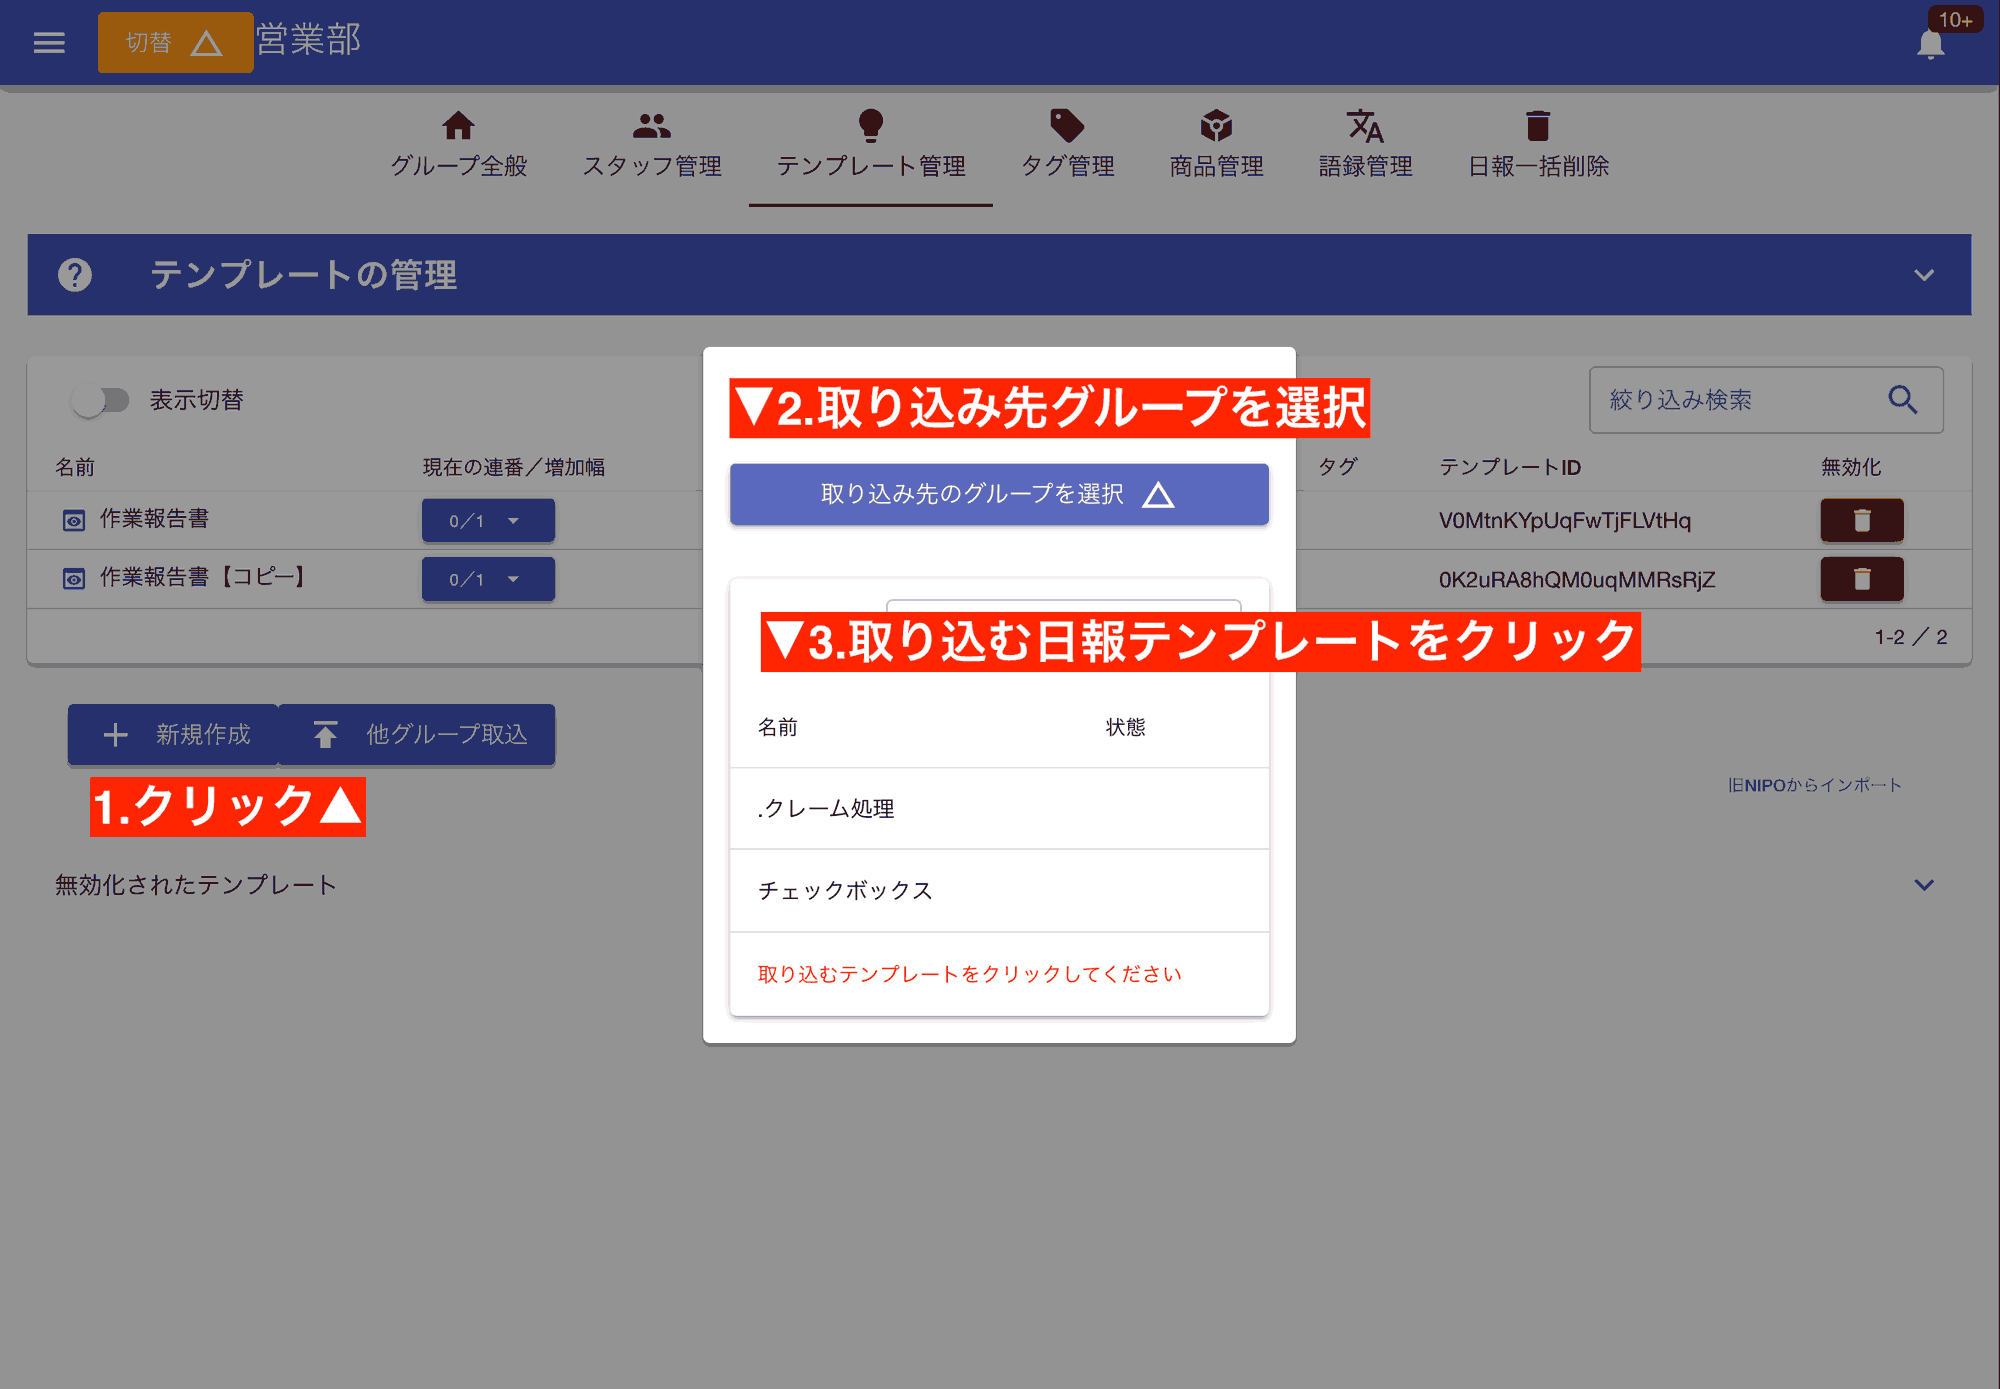 切替 営業部 10+
グループ全般 スタッフ管理 テンプレート管理 タグ管理 商品管理 語録管理 日報一括削除
テンプレートの管理
表示切替 絞り込み検索
名前 現在の連番／増加幅 タグ テンプレートID 無効化
作業報告書 0／1 V0MtnKYpUqFwTjFLVtHq
作業報告書【コピー】 0／1 0K2uRA8hQM0uqMMRsRjZ
1-2 ／ 2
新規作成 他グループ取込
1.クリック▲
旧NIPOからインポート
無効化されたテンプレート
▼2.取り込み先グループを選択
取り込み先のグループを選択
▼3.取り込む日報テンプレートをクリック
名前 状態
.クレーム処理
チェックボックス
取り込むテンプレートをクリックしてください